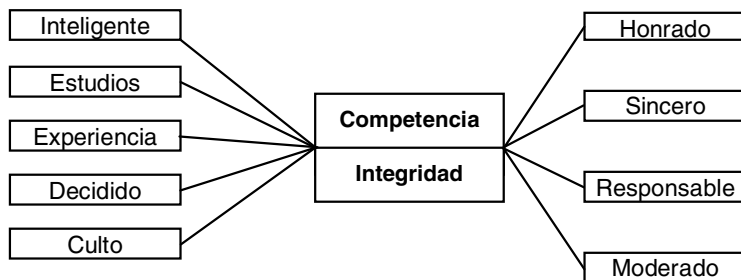 Inteligente
Estudios
Experiencia
Decidido
Culto
Competencia
Integridad
Honrado
Sincero
Responsable
Moderado